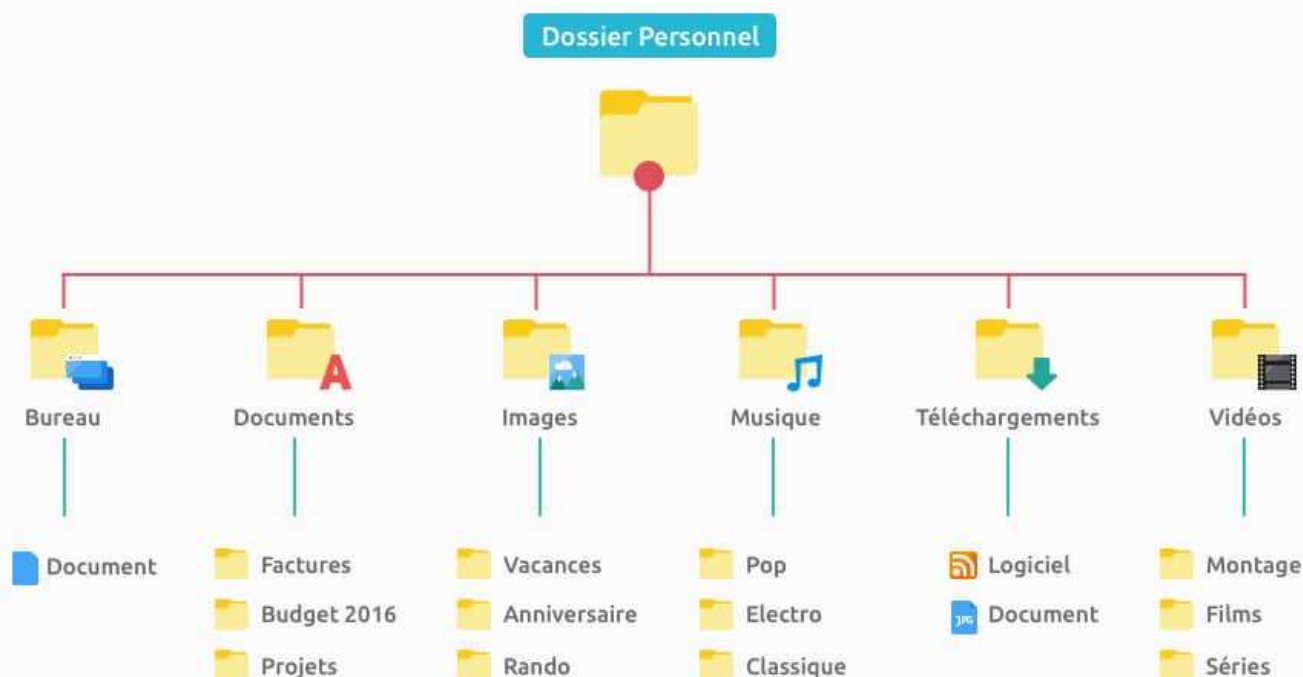 Dossier Personnel
Bureau
Documents
Images
Musique
Téléchargements
Vidéos
Document
Factures
Budget 2016
Projets
Vacances
Anniversaire
Rando
Pop
Electro
Classique
Logiciel
JPG
Document
Montage
Films
Séries